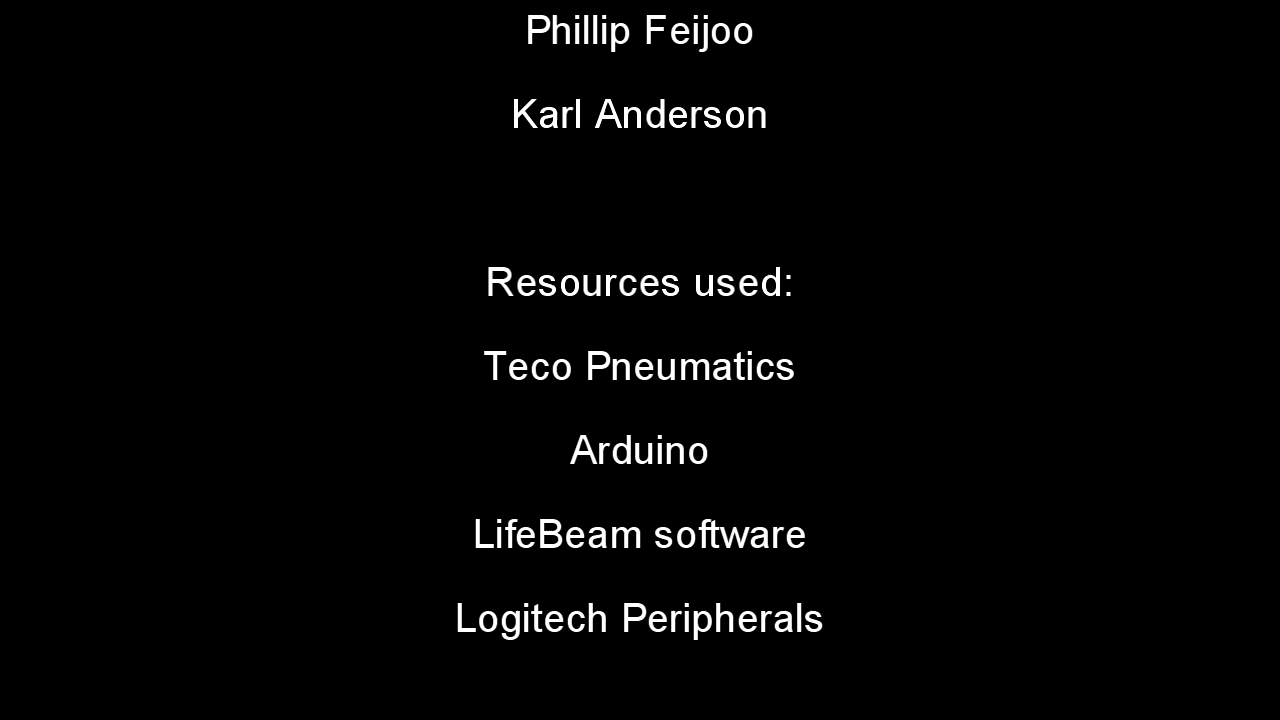 Phillip Feijoo
Karl Anderson
Resources used:
Teco Pneumatics
Arduino
LifeBeam software
Logitech Peripherals